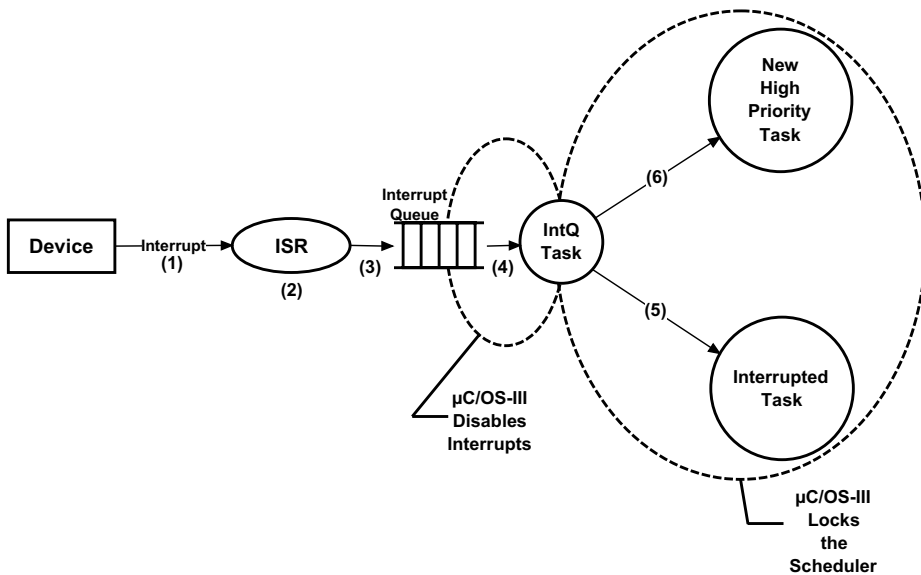 Device
Interrupt
(1)
ISR
(2)
(3)
Interrupt
Queue
(4)
IntQ
Task
(6)
New
High
Priority
Task
(5)
Interrupted
Task
µC/OS-III
Disables
Interrupts
µC/OS-III
Locks
the
Scheduler